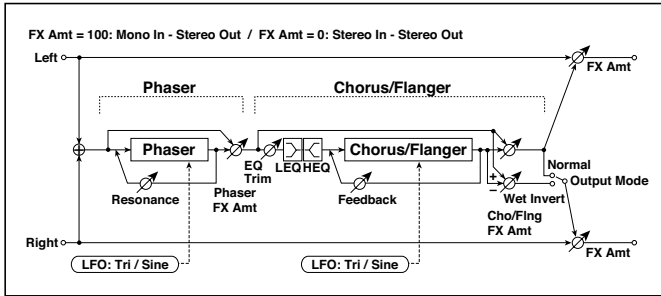 FX Amt = 100: Mono In - Stereo Out / FX Amt = 0: Stereo In - Stereo Out
Left
FX Amt
Phaser
Chorus/Flanger
Phaser
Chorus/Flanger
EQ
Trim
LEQ
HEQ
Resonance
Phaser
FX Amt
Feedback
+
−
Normal
Output Mode
Wet Invert
Cho/Flng
FX Amt
Right
FX Amt
LFO: Tri / Sine
LFO: Tri / Sine